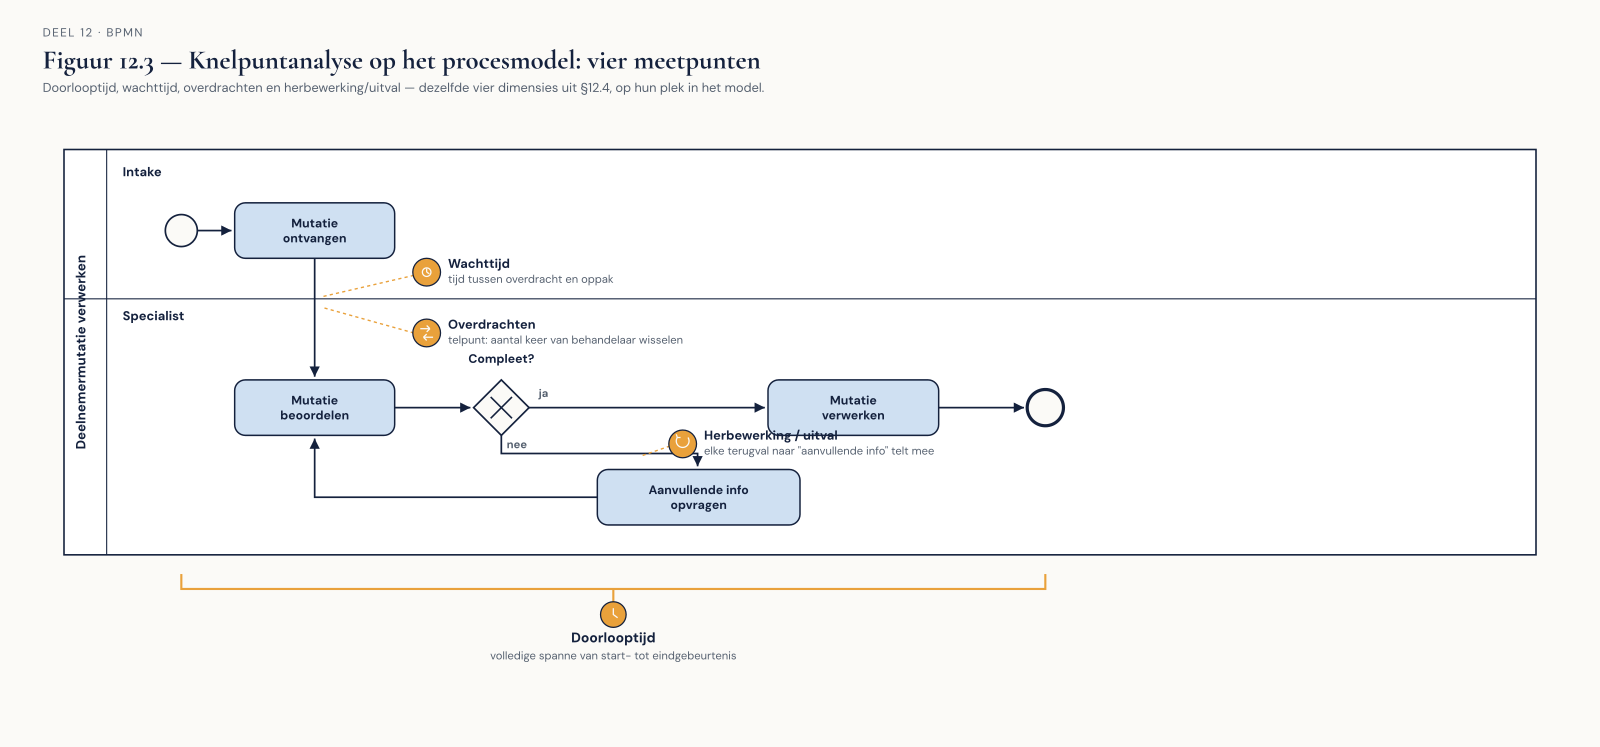 DEEL 12 · BPMN
Figuur 12.3 — Knelpuntanalyse op het procesmodel: vier meetpunten
Doorlooptijd, wachttijd, overdrachten en herbewerking/uitval — dezelfde vier dimensies uit §12.4, op hun plek in het model.
Deelnemermutatie verwerken
Intake
Mutatie
ontvangen
Wachttijd
tijd tussen overdracht en oppak
Specialist
Overdrachten
telpunt: aantal keer van behandelaar wisselen
Compleet?
Mutatie
beoordelen
ja
Mutatie
verwerken
nee
Herbewerking / uitval
elke terugval naar "aanvullende info" telt mee
Aanvullende info
opvragen
Doorlooptijd
volledige spanne van start- tot eindgebeurtenis